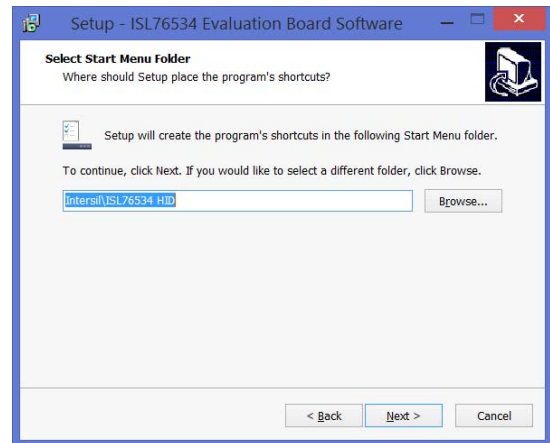 Setup - ISL76534 Evaluation Board Software
Select Start Menu Folder
Where should Setup place the program's shortcuts?
Setup will create the program's shortcuts in the following Start Menu folder.
To continue, click Next. If you would like to select a different folder, click Browse.
Intersil\ISL76534 HID
Browse...
< Back
Next >
Cancel